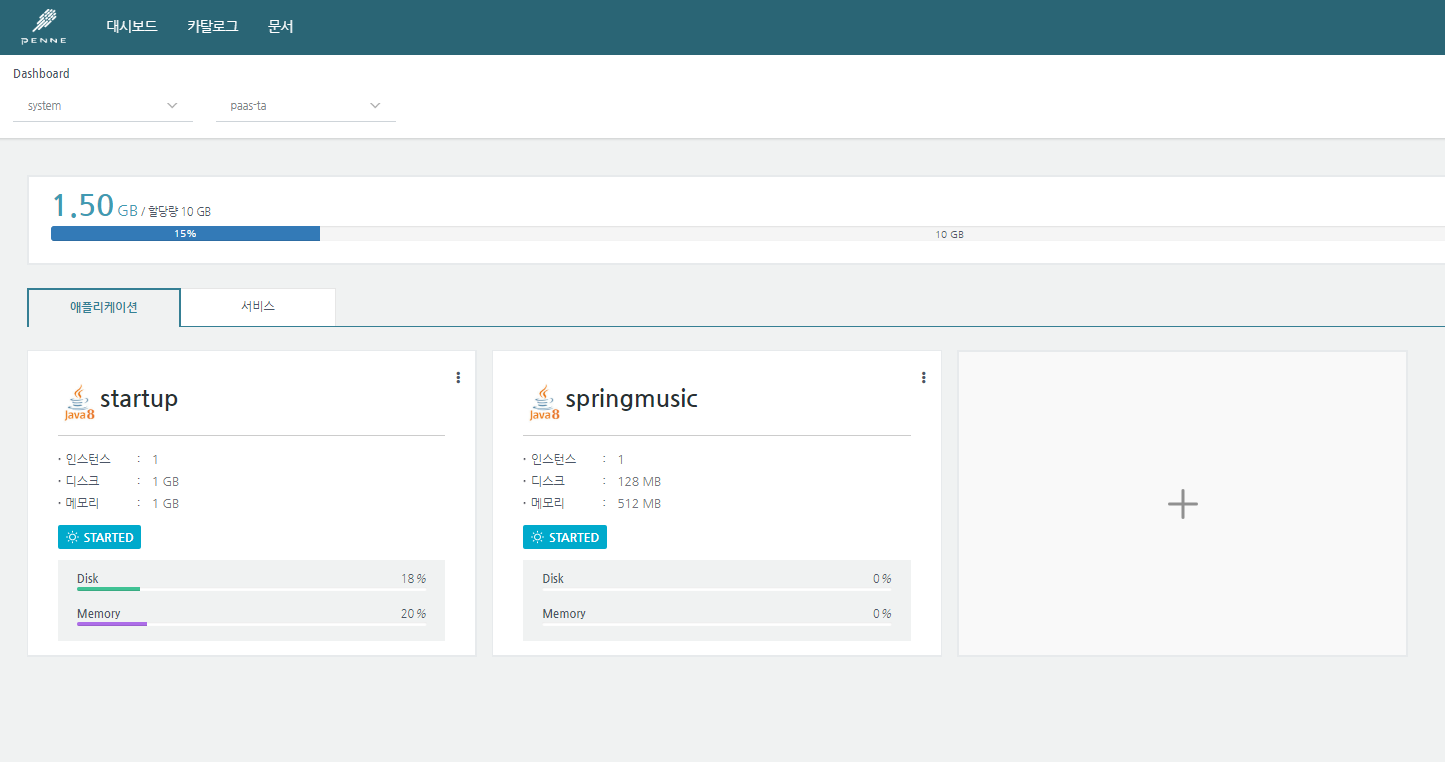 PENNE
대시보드 카탈로그 문서
Dashboard
system paas-ta
1.50 GB / 할당량 10 GB
15% 10 GB
애플리케이션 서비스
Java8 startup
· 인스턴스 : 1
· 디스크 : 1 GB
· 메모리 : 1 GB
STARTED
Disk 18 %
Memory 20 %
Java8 springmusic
· 인스턴스 : 1
· 디스크 : 128 MB
· 메모리 : 512 MB
STARTED
Disk 0 %
Memory 0 %